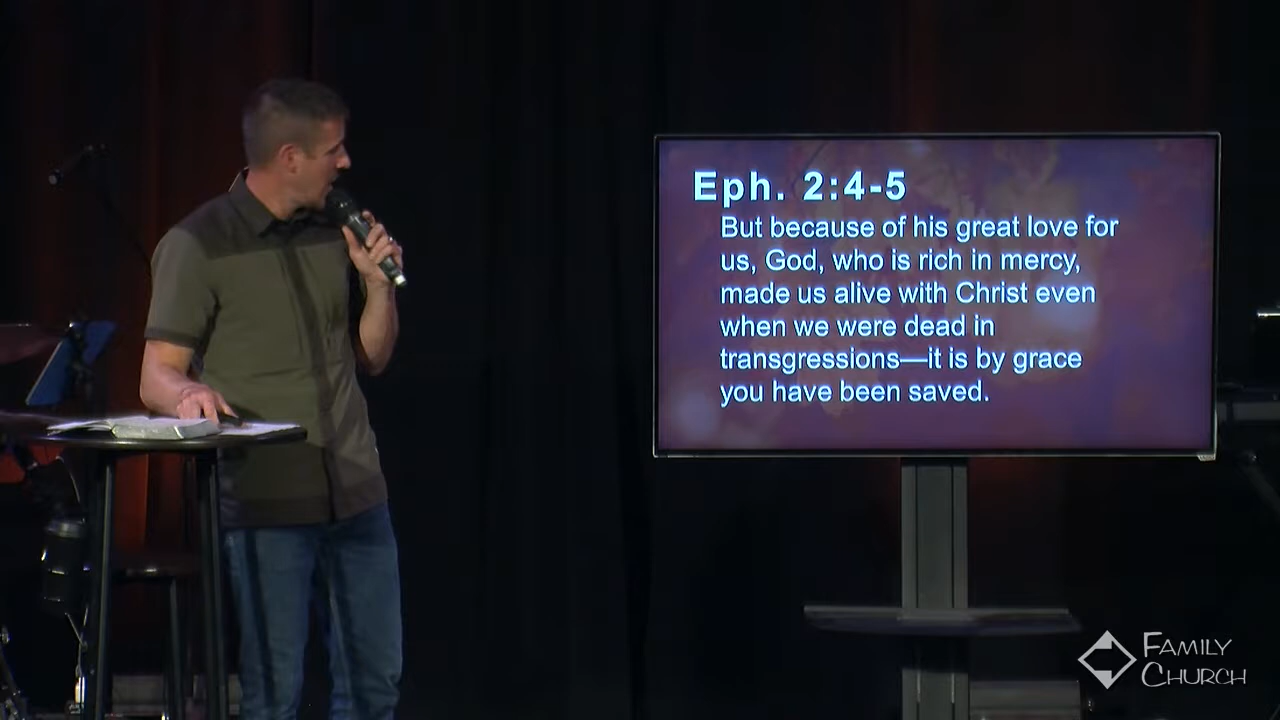 Eph. 2:4-5
But because of his great love for
us, God, who is rich in mercy,
made us alive with Christ even
when we were dead in
transgressions—it is by grace
you have been saved.
FAMILY
CHURCH